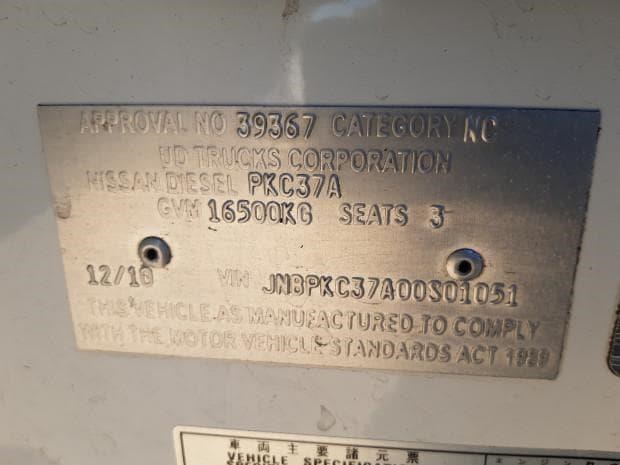 APPROVAL NO 39367 CATEGORY NC
UD TRUCKS CORPORATION
NISSAN DIESEL PKC37A
GVM 16500KG SEATS 3
12/10 VIN JNBPKC37A00S01051
THIS VEHICLE AS MANUFACTURED TO COMPLY
WITH THE MOTOR VEHICLE STANDARDS ACT 1989
車両主要諸元票
VEHICLE SPECIFICATION